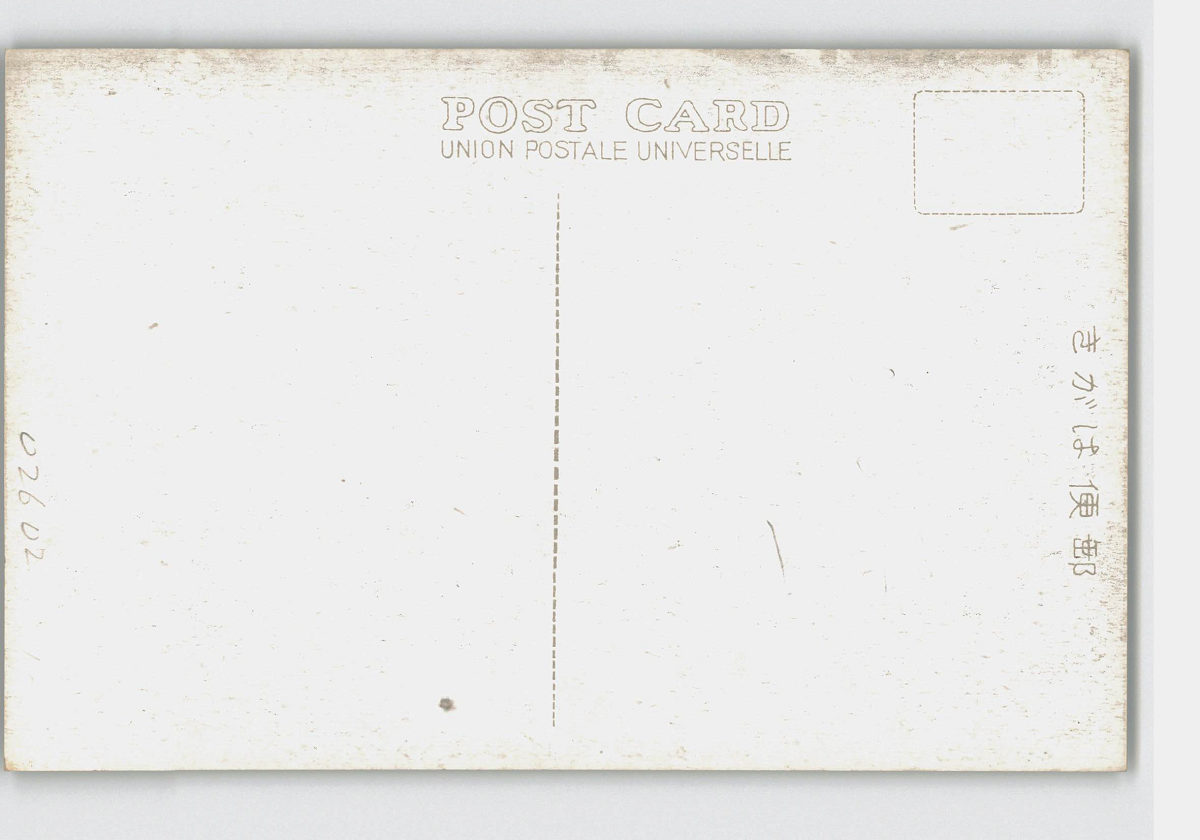 POST CARD
UNION POSTALE UNIVERSELLE
きがは便郵
02602